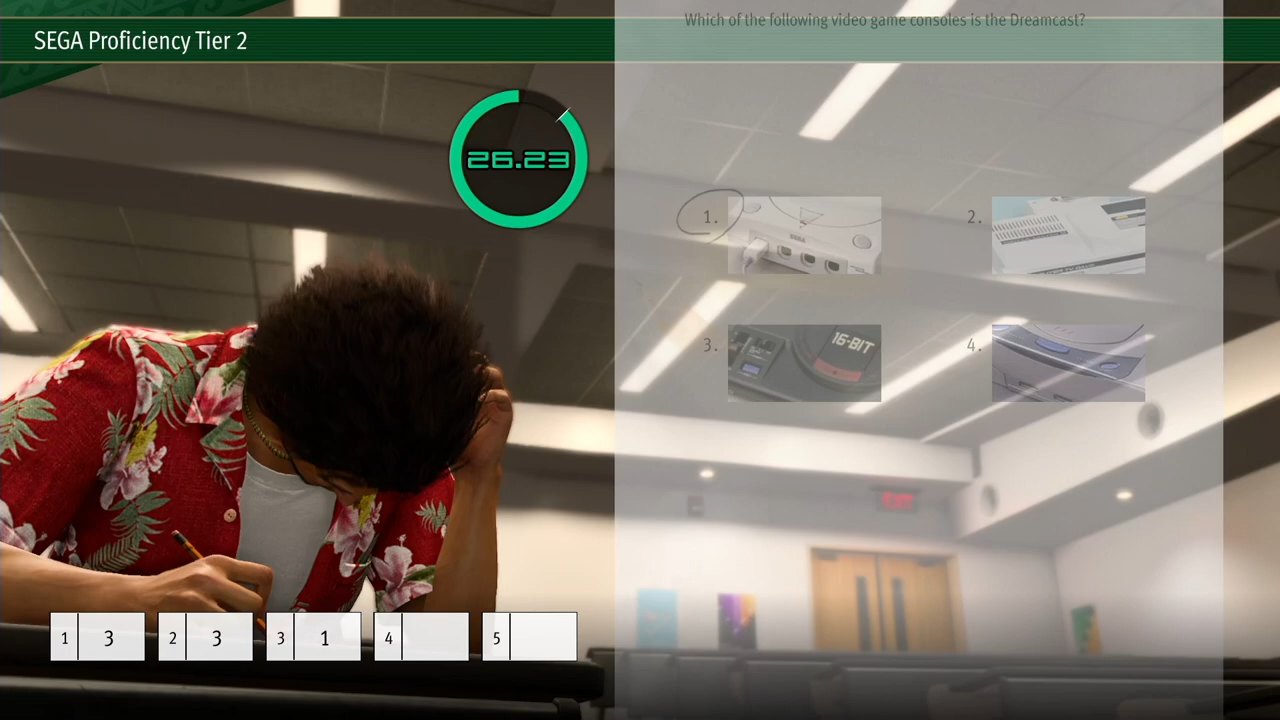 Which of the following video game consoles is the Dreamcast?
SEGA Proficiency Tier 2
26.23
1.
SEGA
2.
3.
16-BIT
4.
1 3
2 3
3 1
4
5